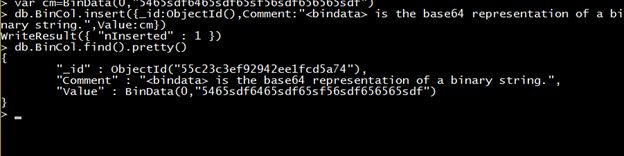 > var cm=BinData(0,"5465sdf6465sdf65sf56sdf656565sdf")
> db.BinCol.insert({_id:ObjectId(),Comment:"<bindata> is the base64 representation of a bi
nary string.",Value:cm})
WriteResult({ "nInserted" : 1 })
> db.BinCol.find().pretty()
{
"_id" : ObjectId("55c23c3ef92942ee1fcd5a74"),
"Comment" : "<bindata> is the base64 representation of a binary string.",
"Value" : BinData(0,"5465sdf6465sdf65sf56sdf656565sdf")
}
> _